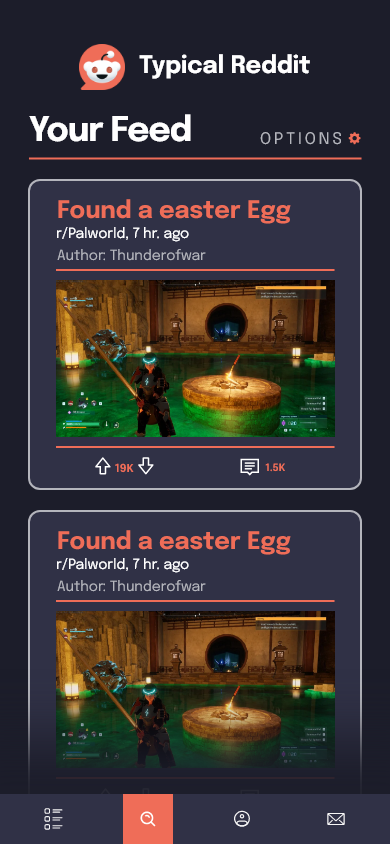 Typical Reddit
Your Feed
OPTIONS
Found a easter Egg
r/Palworld, 7 hr. ago
Author: Thunderofwar
19K
1.5K
Found a easter Egg
r/Palworld, 7 hr. ago
Author: Thunderofwar